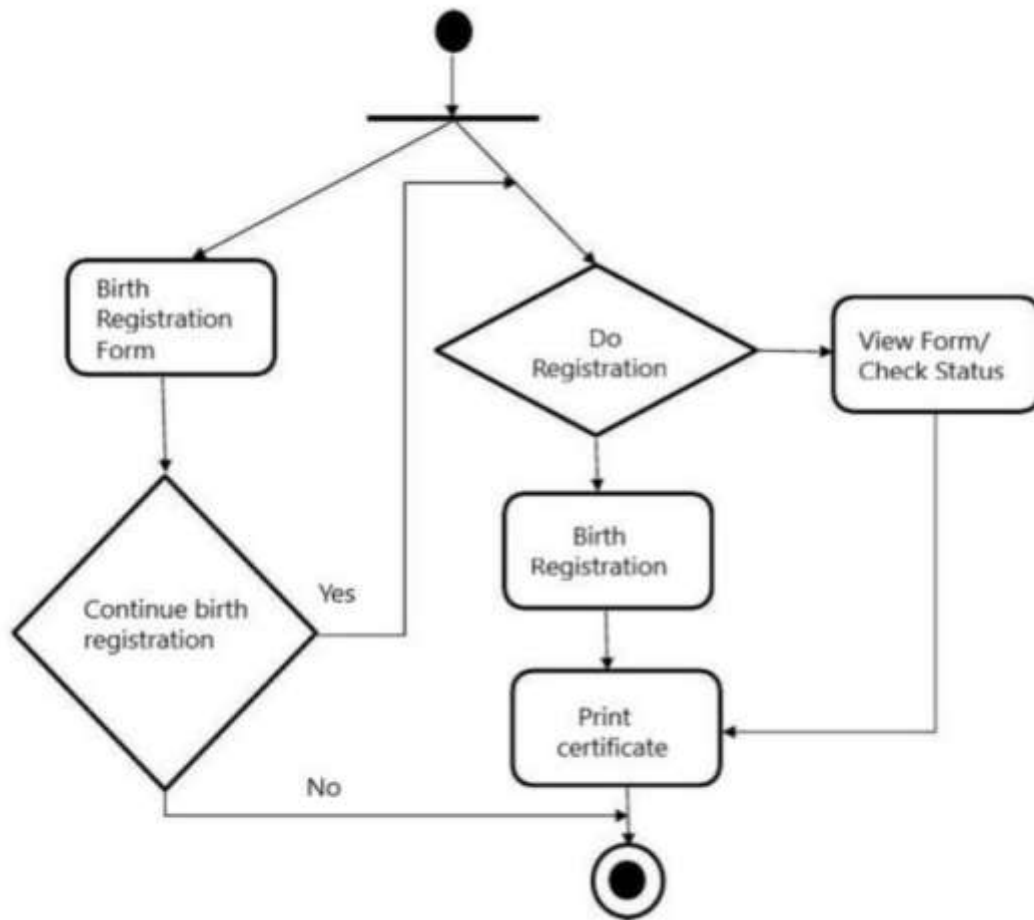 Birth
Registration
Form
Do
Registration
View Form/
Check Status
Birth
Registration
Continue birth
registration
Yes
Print
certificate
No